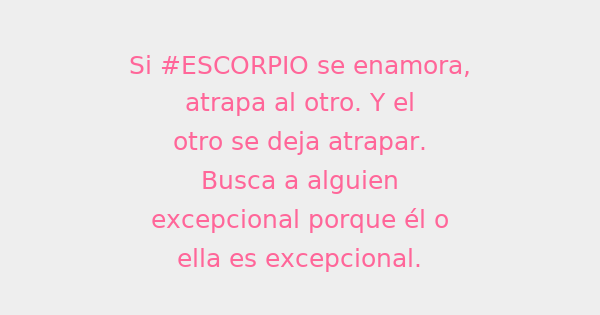 Si #ESCORPIO se enamora,
atrapa al otro. Y el
otro se deja atrapar.
Busca a alguien
excepcional porque él o
ella es excepcional.